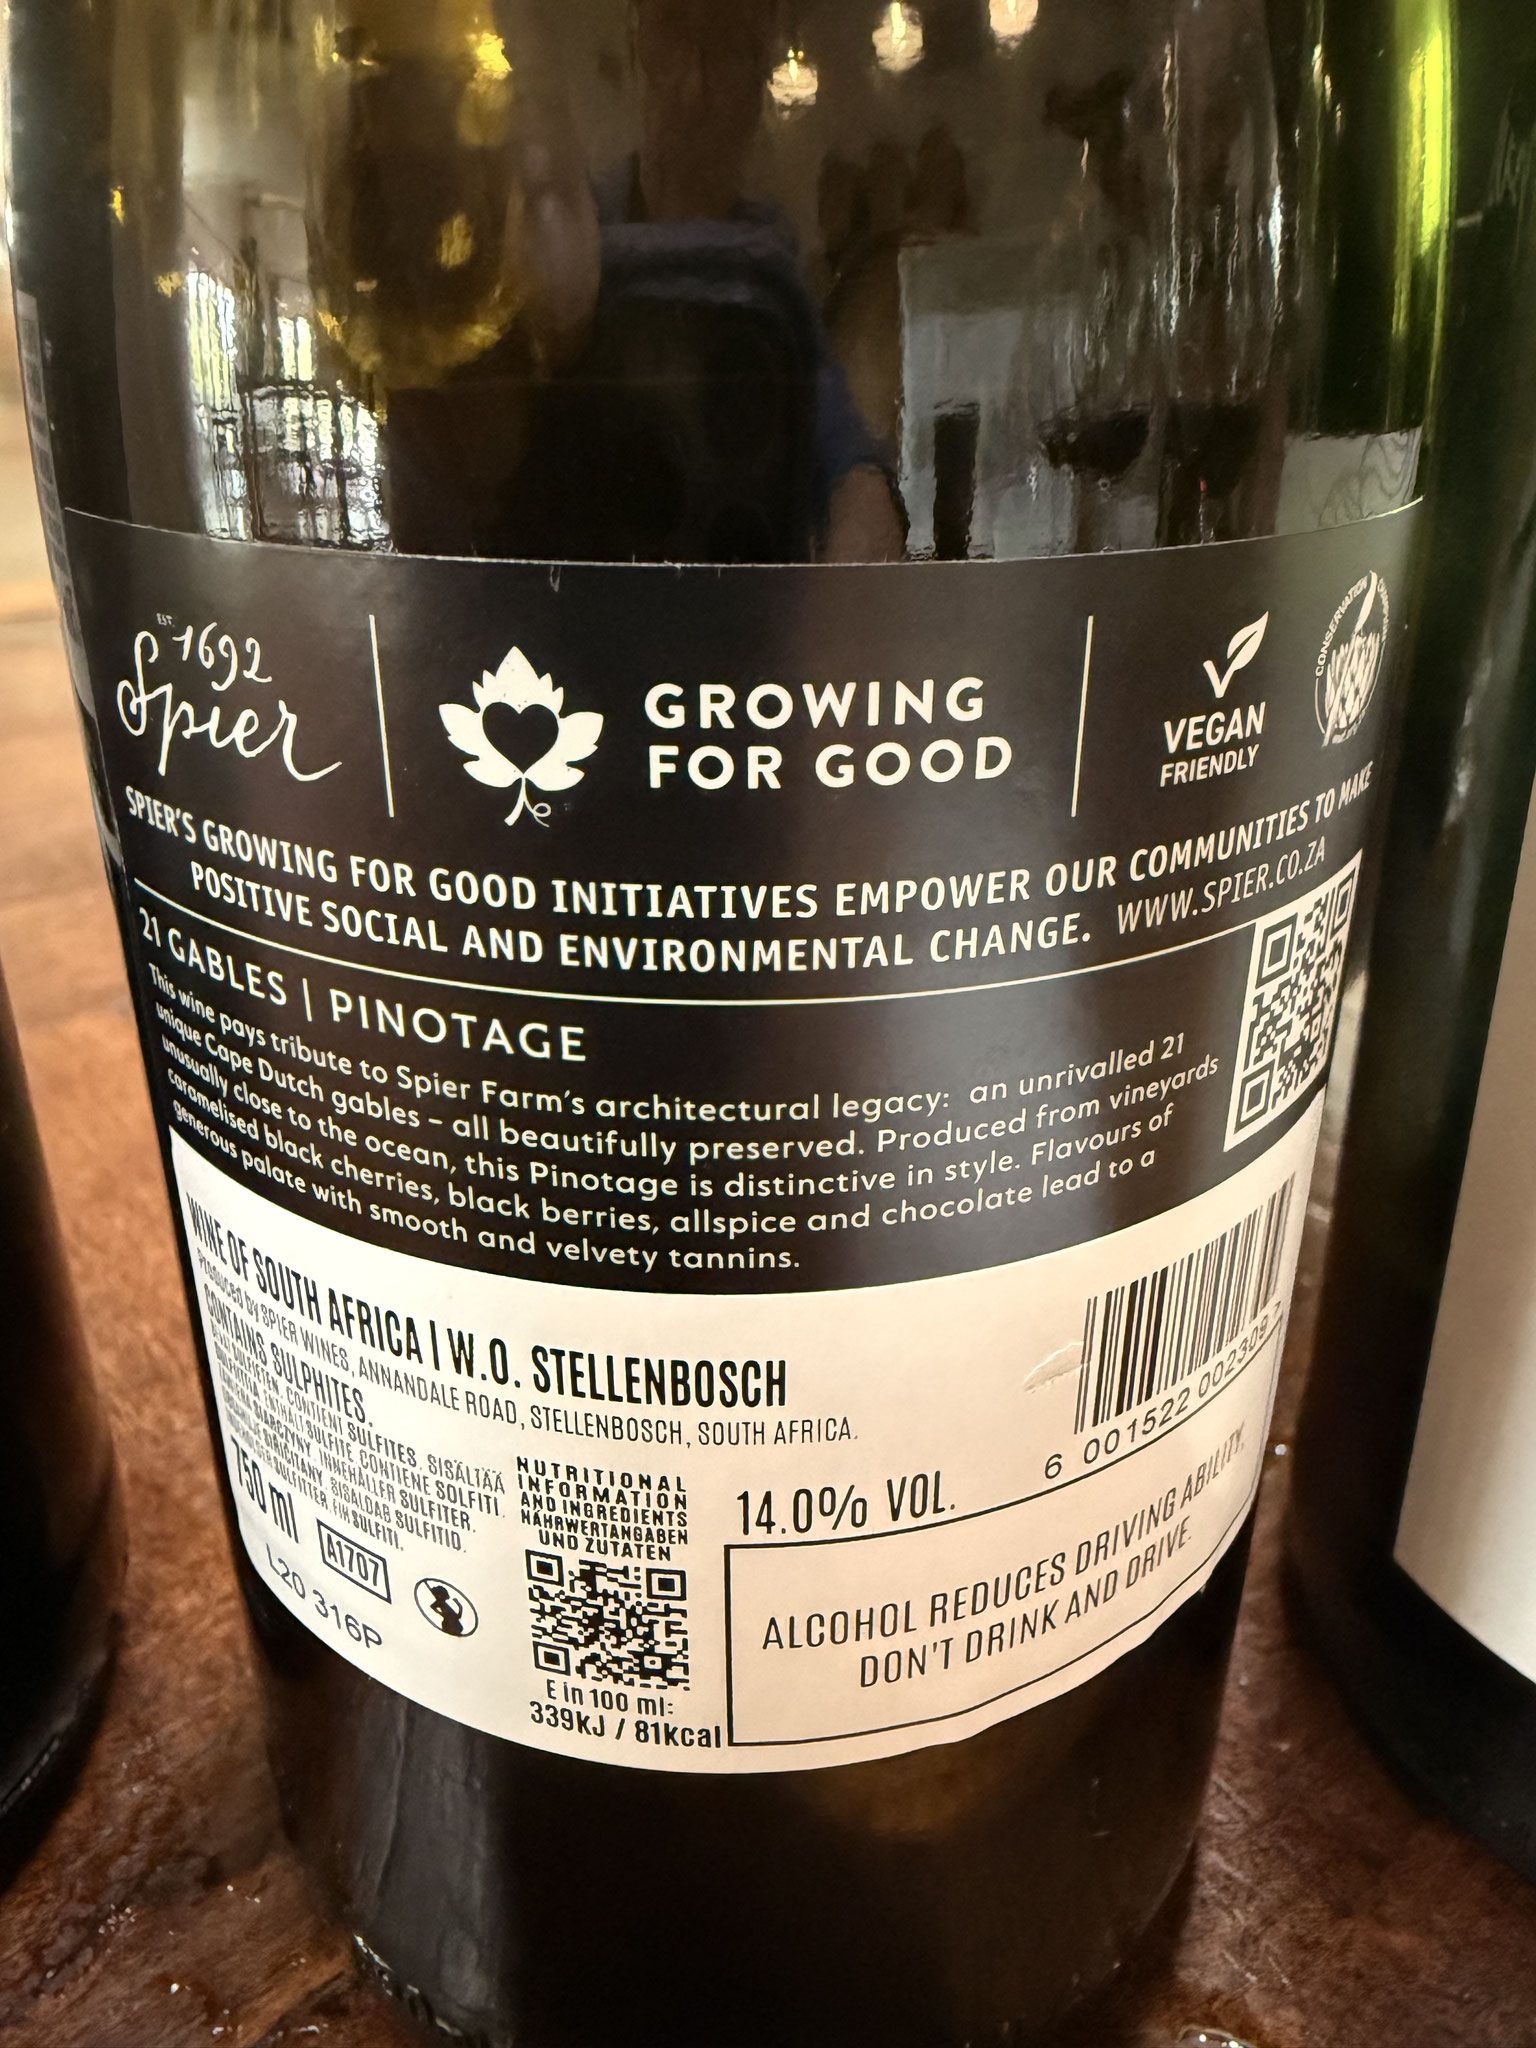 EST. 1692
Spier
GROWING
FOR GOOD
VEGAN
FRIENDLY
CONSERVATION
SPIER'S GROWING FOR GOOD INITIATIVES EMPOWER OUR COMMUNITIES TO MAKE
POSITIVE SOCIAL AND ENVIRONMENTAL CHANGE. WWW.SPIER.CO.ZA
21 GABLES | PINOTAGE
This wine pays tribute to Spier Farm's architectural legacy: an unrivalled 21
unique Cape Dutch gables – all beautifully preserved. Produced from vineyards
unusually close to the ocean, this Pinotage is distinctive in style. Flavours of
caramelised black cherries, black berries, allspice and chocolate lead to a
generous palate with smooth and velvety tannins.
WINE OF SOUTH AFRICA | W.O. STELLENBOSCH
PRODUCED by SPIER WINES, ANNANDALE ROAD, STELLENBOSCH, SOUTH AFRICA.
CONTAINS SULPHITES.
SULFIETEN. CONTIENT SULFITES. SISÄLTÄÄ
ENTHÄLT SULFITE. CONTIENE SOLFITI.
SIARCZYNY. INNEHÅLLER SULFITER.
SIŘIČITANY. SISALDAB SULFITID.
SULFITTER
SULFITI.
750 ml
A1707
L20 316P
NUTRITIONAL
INFORMATION
AND INGREDIENTS
NÄHRWERTANGABEN
UND ZUTATEN
E in 100 ml:
339kJ / 81kcal
6 001522 002309 7
14.0% VOL.
ALCOHOL REDUCES DRIVING ABILITY.
DON'T DRINK AND DRIVE.